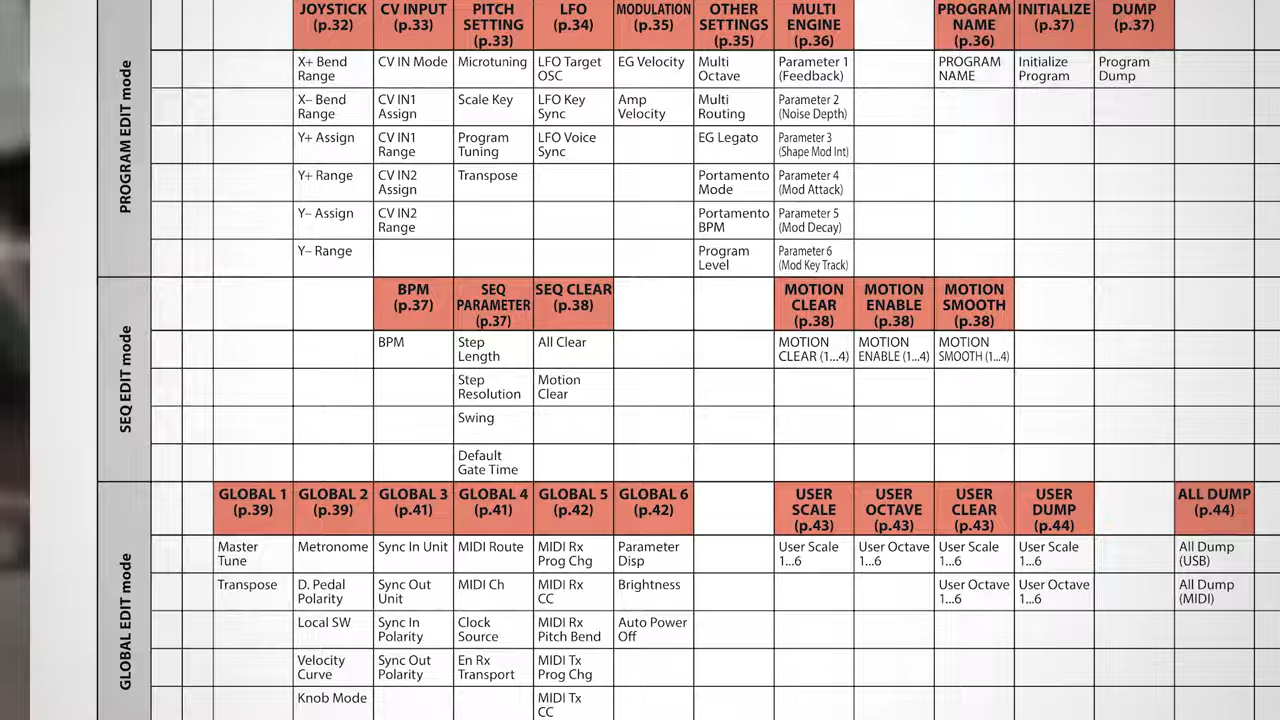 JOYSTICK CV INPUT PITCH LFO MODULATION OTHER MULTI PROGRAM INITIALIZE DUMP
(p.32) (p.33) SETTING (p.34) (p.35) SETTINGS ENGINE NAME (p.37) (p.37)
(p.33) (p.35) (p.36) (p.36)
PROGRAM EDIT mode
X+ Bend CV IN Mode Microtuning LFO Target EG Velocity Multi Parameter 1 PROGRAM Initialize Program
Range OSC Octave (Feedback) NAME Program Dump
X– Bend CV IN1 Scale Key LFO Key Amp Multi Parameter 2
Range Assign Sync Velocity Routing (Noise Depth)
Y+ Assign CV IN1 Program LFO Voice EG Legato Parameter 3
Range Tuning Sync (Shape Mod Int)
Y+ Range CV IN2 Transpose Portamento Parameter 4
Assign Mode (Mod Attack)
Y– Assign CV IN2 Portamento Parameter 5
Range BPM (Mod Decay)
Y– Range Program Parameter 6
Level (Mod Key Track)
SEQ EDIT mode
BPM SEQ SEQ CLEAR MOTION MOTION MOTION
(p.37) PARAMETER (p.38) CLEAR ENABLE SMOOTH
(p.37) (p.38) (p.38) (p.38)
BPM Step All Clear MOTION MOTION MOTION
Length CLEAR (1...4) ENABLE (1...4) SMOOTH (1...4)
Step Motion
Resolution Clear
Swing
Default
Gate Time
GLOBAL EDIT mode
GLOBAL 1 GLOBAL 2 GLOBAL 3 GLOBAL 4 GLOBAL 5 GLOBAL 6 USER USER USER USER ALL DUMP
(p.39) (p.39) (p.41) (p.41) (p.42) (p.42) SCALE OCTAVE CLEAR DUMP (p.44)
(p.43) (p.43) (p.43) (p.44)
Master Metronome Sync In Unit MIDI Route MIDI Rx Parameter User Scale User Octave User Scale User Scale All Dump
Tune Prog Chg Disp 1...6 1...6 1...6 1...6 (USB)
Transpose D. Pedal Sync Out MIDI Ch MIDI Rx Brightness User Octave User Octave All Dump
Polarity Unit CC 1...6 1...6 (MIDI)
Local SW Sync In Clock MIDI Rx Auto Power
Polarity Source Pitch Bend Off
Velocity Sync Out En Rx MIDI Tx
Curve Polarity Transport Prog Chg
Knob Mode MIDI Tx
CC